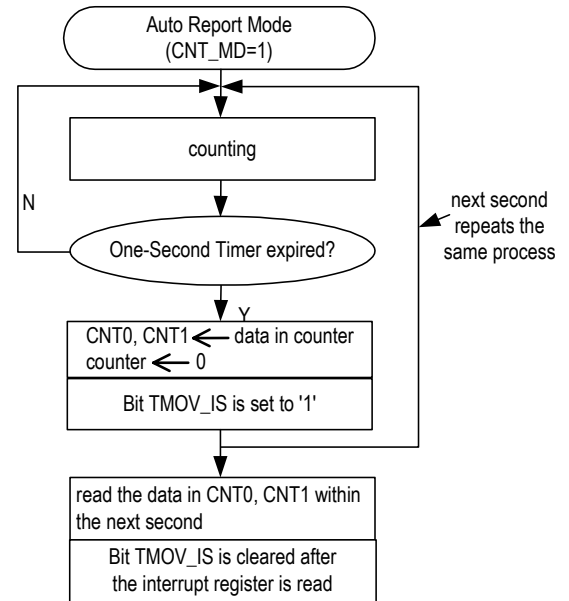 Auto Report Mode
(CNT_MD=1)
counting
N
next second
repeats the
same process
One-Second Timer expired?
Y
CNT0, CNT1 ← data in counter
counter ← 0
Bit TMOV_IS is set to '1'
read the data in CNT0, CNT1 within
the next second
Bit TMOV_IS is cleared after
the interrupt register is read